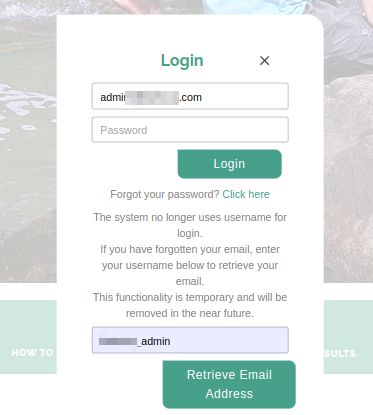 Login
×
admi .com
Password
Login
Forgot your password? Click here
The system no longer uses username for
login.
If you have forgotten your email, enter
your username below to retrieve your
email.
This functionality is temporary and will be
removed in the near future.
HOW TO
_admin
SULTS
Retrieve Email
Address